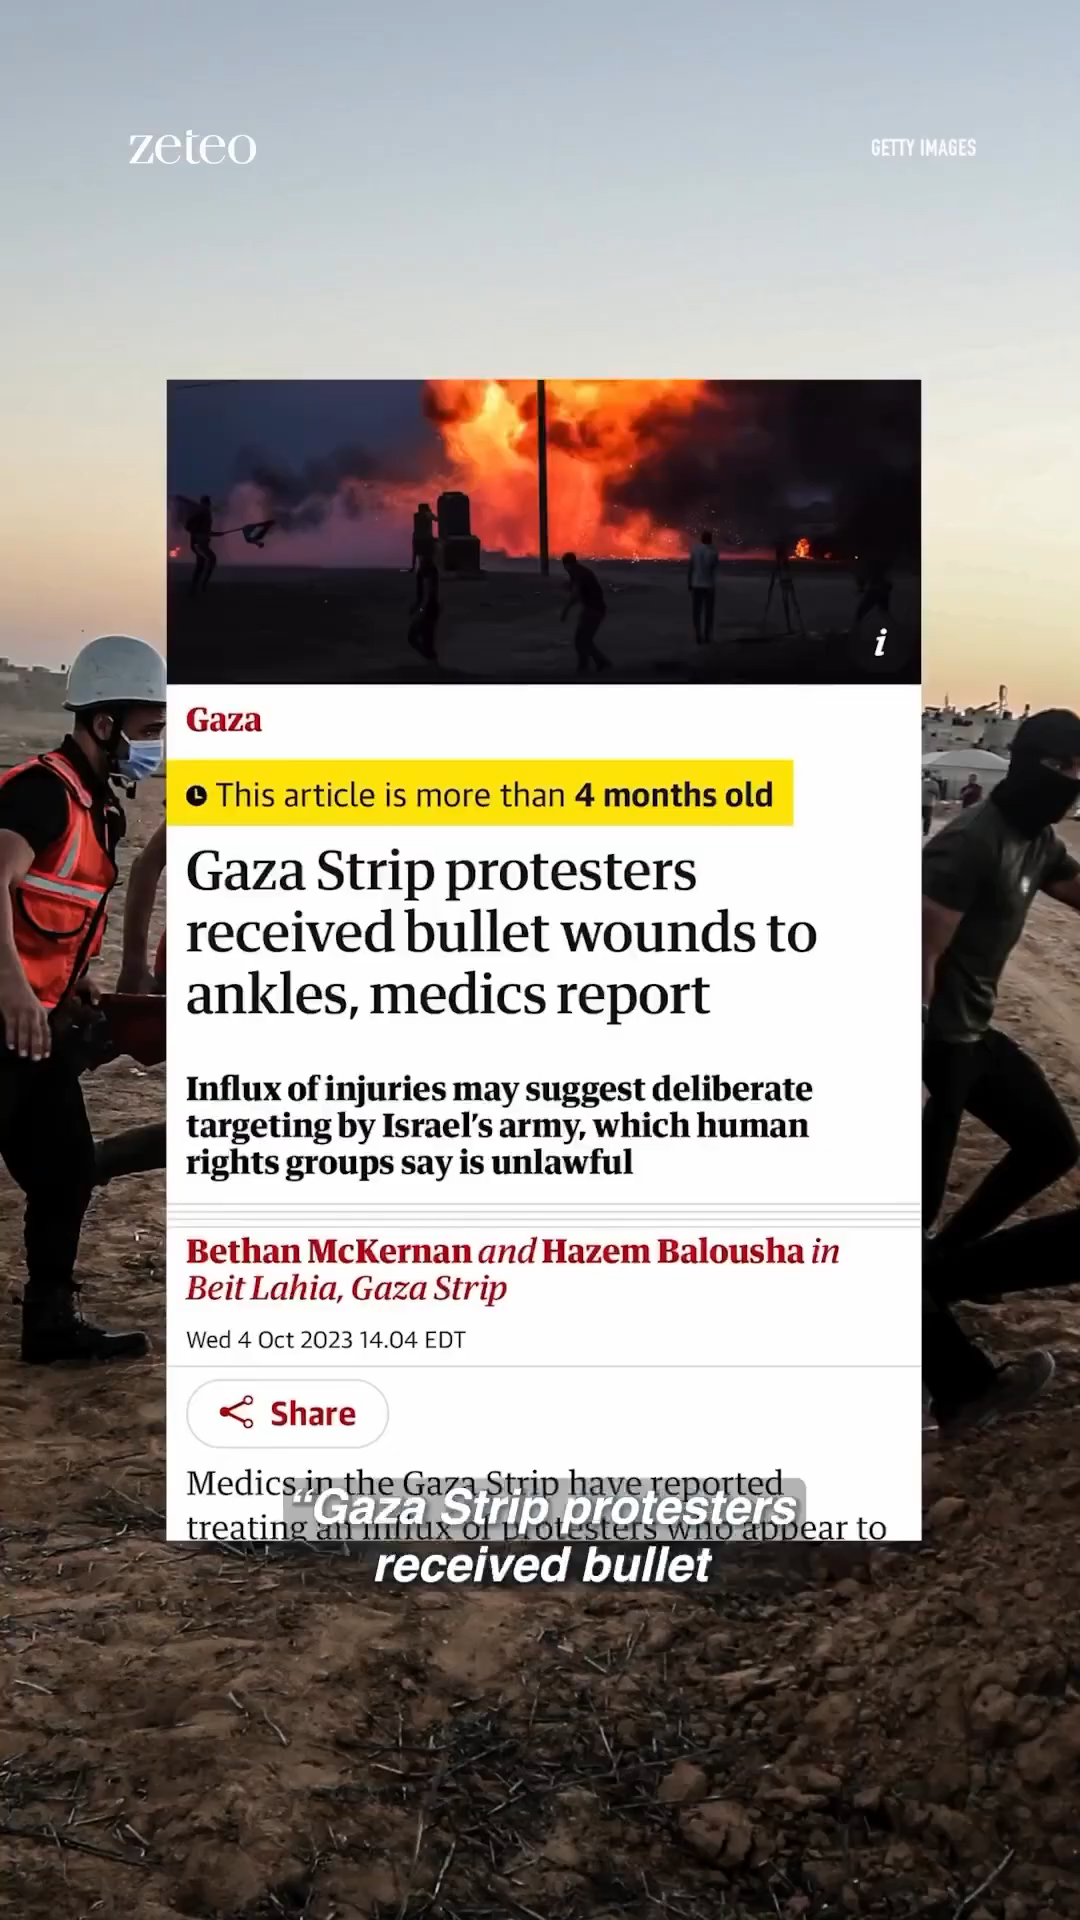 zeteo
GETTY IMAGES
i
Gaza
This article is more than 4 months old
Gaza Strip protesters
received bullet wounds to
ankles, medics report
Influx of injuries may suggest deliberate
targeting by Israel's army, which human
rights groups say is unlawful
Bethan McKernan and Hazem Balousha in
Beit Lahia, Gaza Strip
Wed 4 Oct 2023 14.04 EDT
Share
Medics in the Gaza Strip have reported
treating an influx of protesters who appear to
“Gaza Strip protesters
received bullet